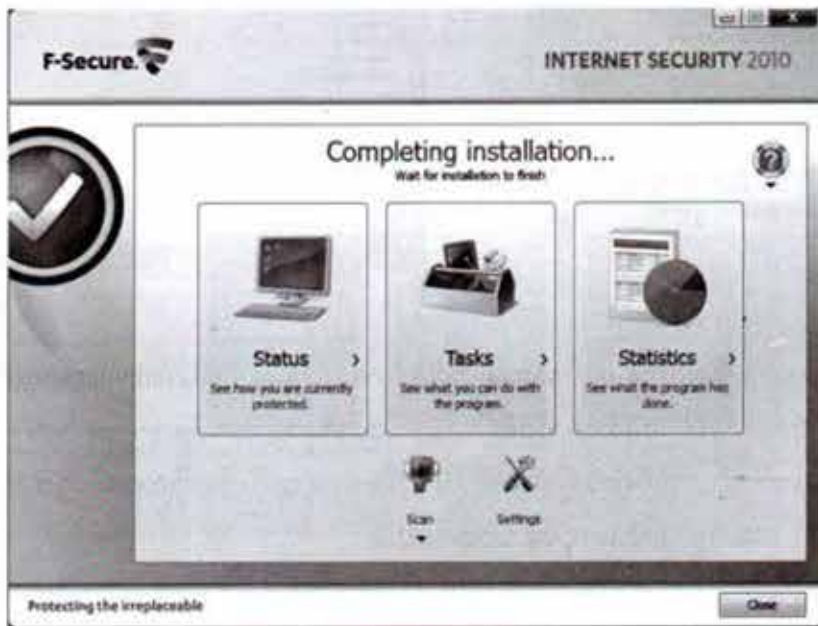 F-Secure.
INTERNET SECURITY 2010
Completing installation...
Wait for installation to finish
Status >
See how you are currently
protected.
Tasks >
See what you can do with
the program.
Statistics >
See what the program has
done.
Scan
Settings
Protecting the irreplaceable
Close